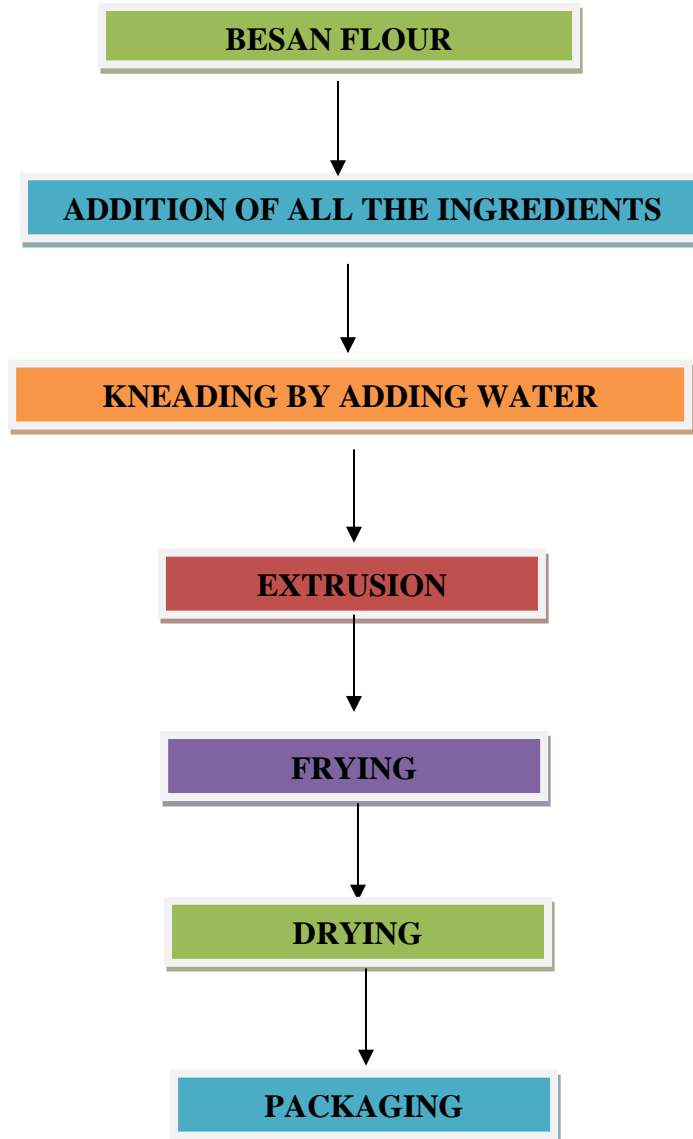 BESAN FLOUR
ADDITION OF ALL THE INGREDIENTS
KNEADING BY ADDING WATER
EXTRUSION
FRYING
DRYING
PACKAGING